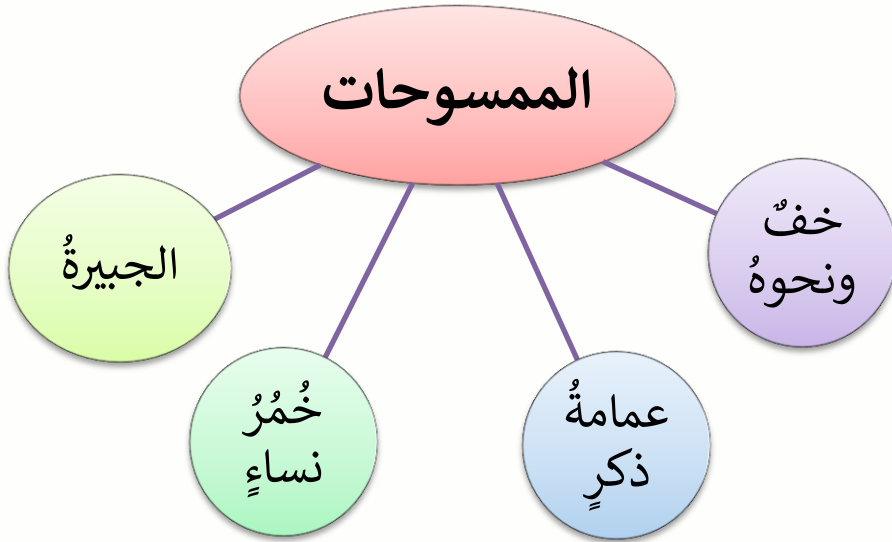 الممسوحات
خفٌ
ونحوهُ
عمامةُ
ذكرٍ
خُمُرُ
نساءٍ
الجبيرةُ